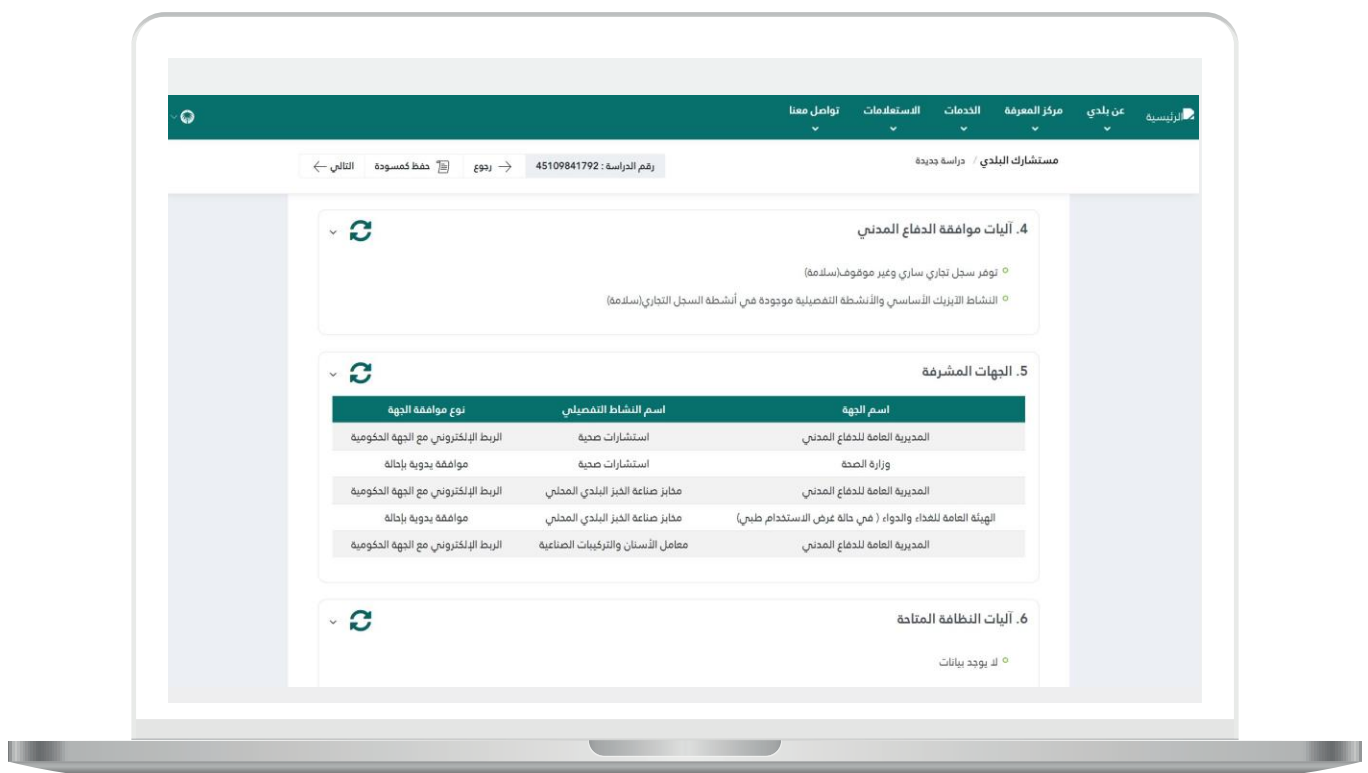 الرئيسية
عن بلدي
مركز المعرفة
الخدمات
الاستعلامات
تواصل معنا
مستشارك البلدي / دراسة جديدة
رقم الدراسة : 45109841792
رجوع
حفظ كمسودة
التالي
4. آليات موافقة الدفاع المدني
توفر سجل تجاري ساري وغير موقوف(سلامة)
النشاط الآيزيك الأساسي والأنشطة التفصيلية موجودة في أنشطة السجل التجاري(سلامة)
5. الجهات المشرفة
اسم الجهة اسم النشاط التفصيلي نوع موافقة الجهة
المديرية العامة للدفاع المدني استشارات صحية الربط الإلكتروني مع الجهة الحكومية
وزارة الصحة استشارات صحية موافقة يدوية بإحالة
المديرية العامة للدفاع المدني مخابز صناعة الخبز البلدي المحلي الربط الإلكتروني مع الجهة الحكومية
الهيئة العامة للغذاء والدواء ( في حالة غرض الاستخدام طبي) مخابز صناعة الخبز البلدي المحلي موافقة يدوية بإحالة
المديرية العامة للدفاع المدني معامل الأسنان والتركيبات الصناعية الربط الإلكتروني مع الجهة الحكومية
6. آليات النظافة المتاحة
لا يوجد بيانات